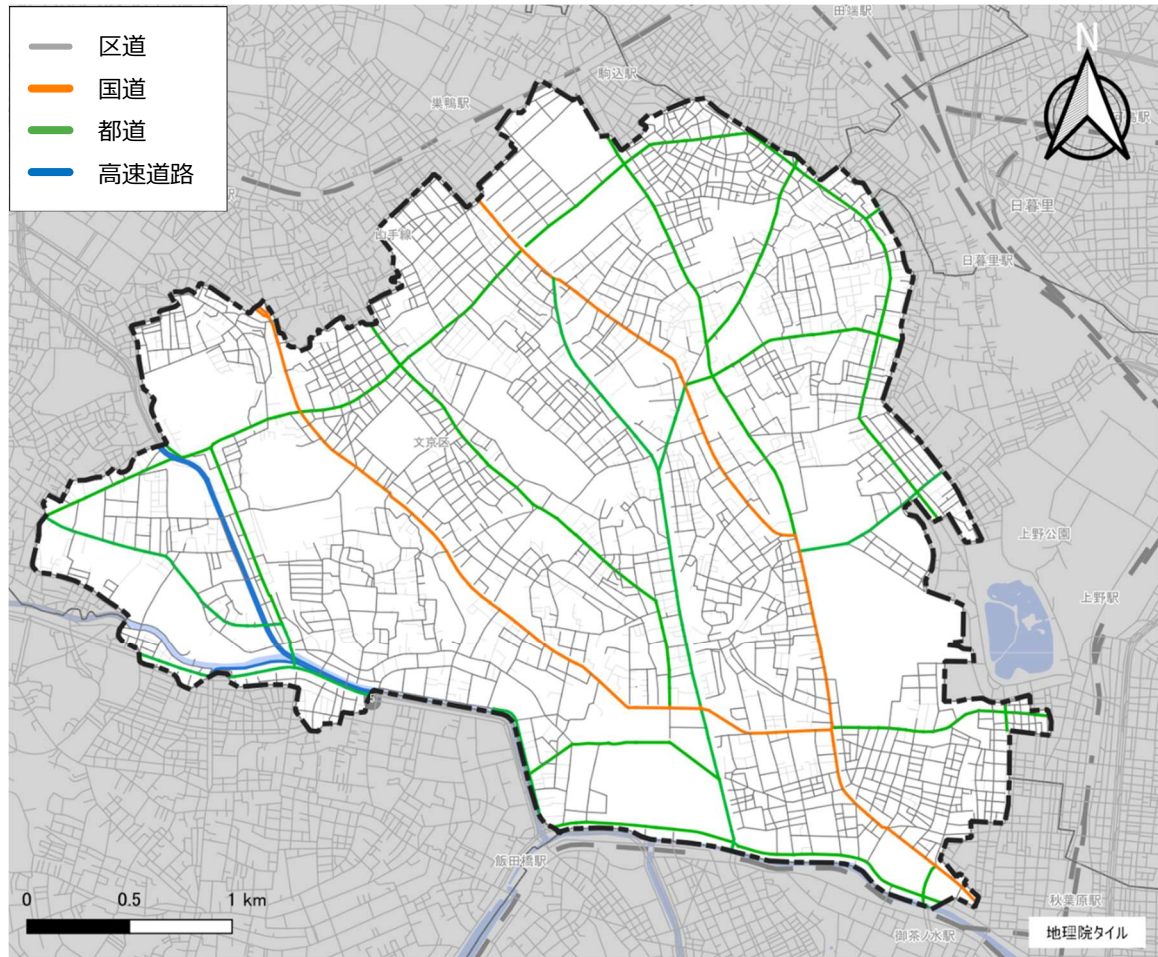 区道
国道
都道
高速道路
田端駅
N
駒込駅
巣鴨駅
駅
日暮里
山手線
日暮里駅
文京区
上野公園
上野駅
飯田橋駅
0 0.5 1 km
秋葉原駅
御茶ノ水駅
地理院タイル